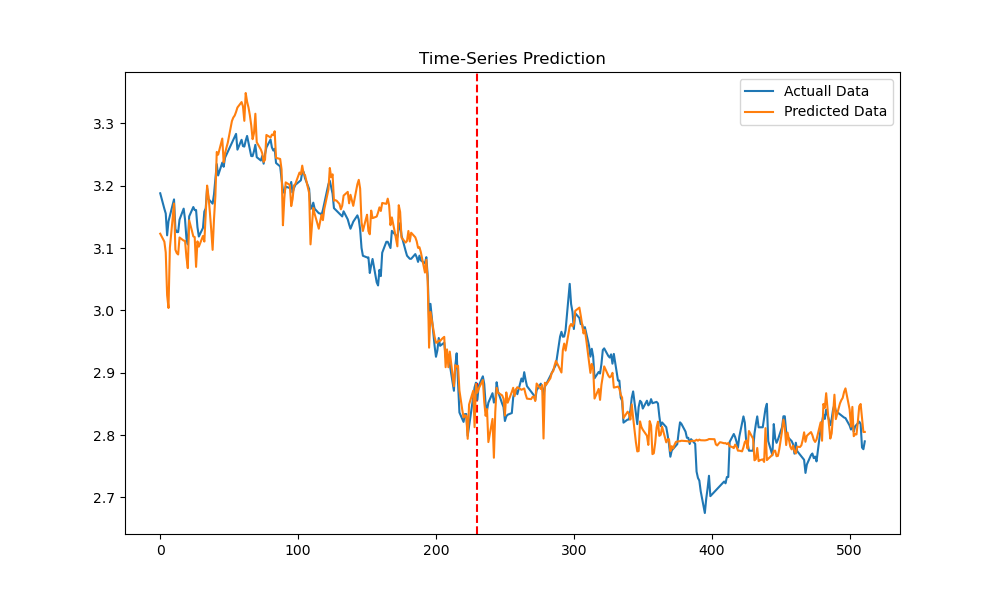 Time-Series Prediction
Actuall Data
Predicted Data
3.3
3.2
3.1
3.0
2.9
2.8
2.7
0 100 200 300 400 500